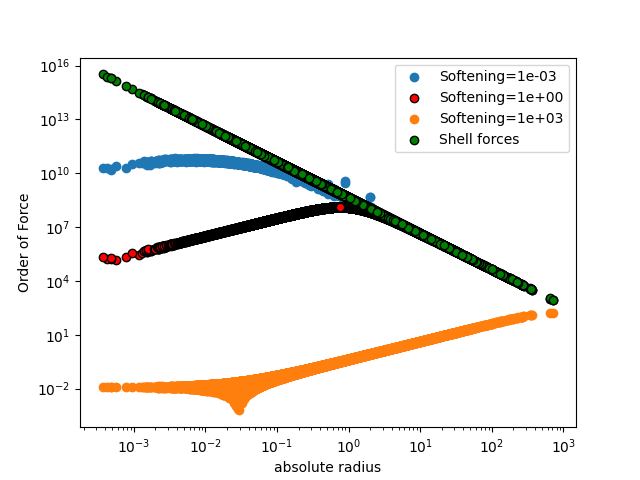 Softening=1e-03
Softening=1e+00
Softening=1e+03
Shell forces
Order of Force
10^16
10^13
10^10
10^7
10^4
10^1
10^−2
10^−3 10^−2 10^−1 10^0 10^1 10^2 10^3
absolute radius